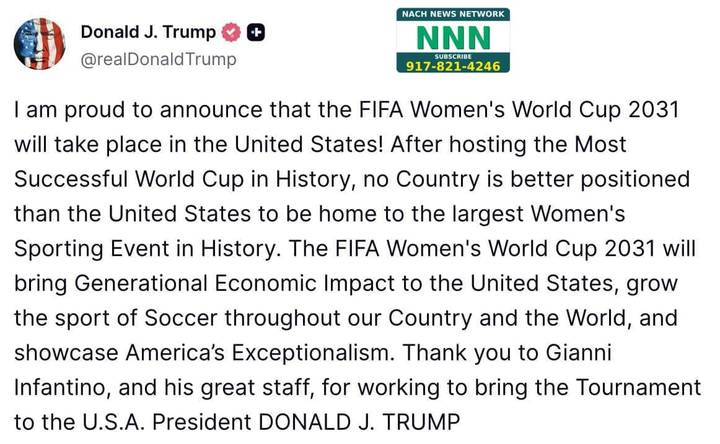 Donald J. Trump
@realDonaldTrump
NACH NEWS NETWORK
NNN
SUBSCRIBE
917-821-4246
I am proud to announce that the FIFA Women's World Cup 2031
will take place in the United States! After hosting the Most
Successful World Cup in History, no Country is better positioned
than the United States to be home to the largest Women's
Sporting Event in History. The FIFA Women's World Cup 2031 will
bring Generational Economic Impact to the United States, grow
the sport of Soccer throughout our Country and the World, and
showcase America’s Exceptionalism. Thank you to Gianni
Infantino, and his great staff, for working to bring the Tournament
to the U.S.A. President DONALD J. TRUMP